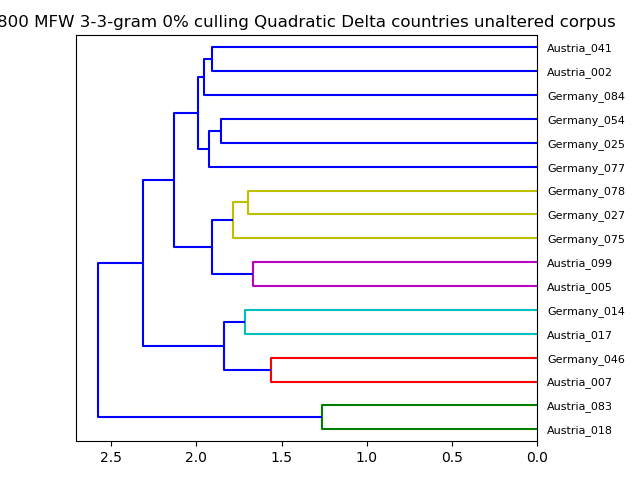 800 MFW 3-3-gram 0% culling Quadratic Delta countries unaltered corpus
Austria_041
Austria_002
Germany_084
Germany_054
Germany_025
Germany_077
Germany_078
Germany_027
Germany_075
Austria_099
Austria_005
Germany_014
Austria_017
Germany_046
Austria_007
Austria_083
Austria_018
2.5 2.0 1.5 1.0 0.5 0.0